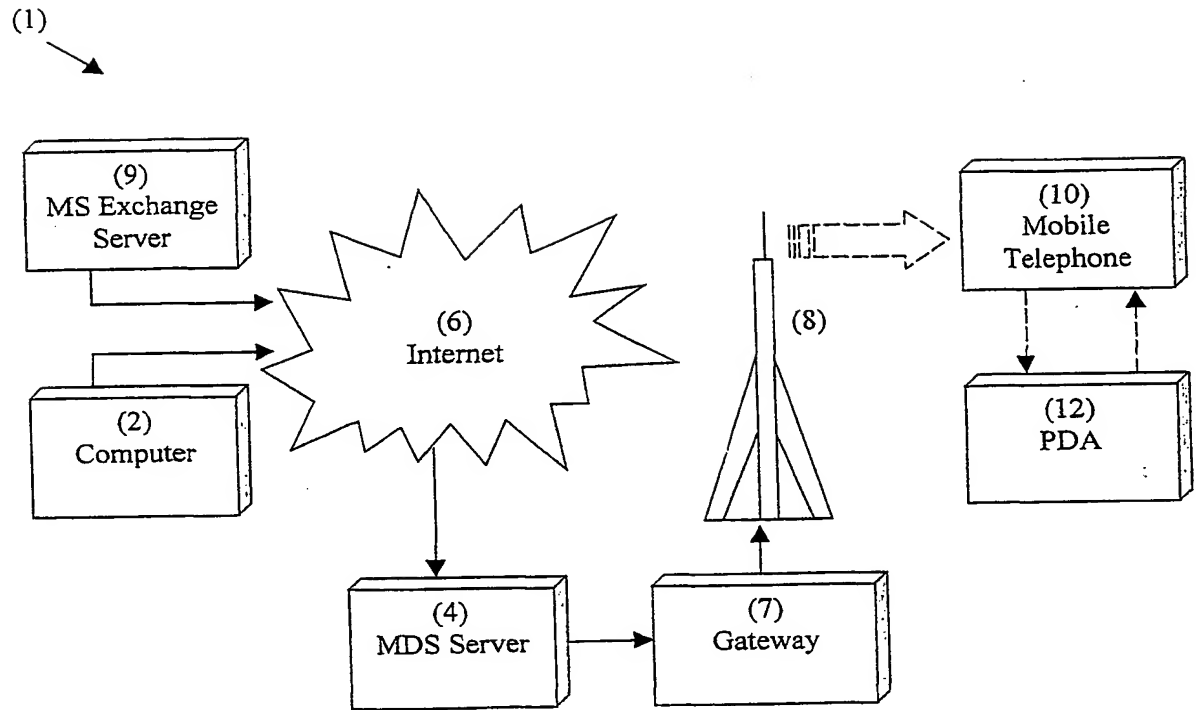 (1)
(9)
MS Exchange
Server
(6)
Internet
(2)
Computer
(8)
(10)
Mobile
Telephone
(12)
PDA
(4)
MDS Server
(7)
Gateway